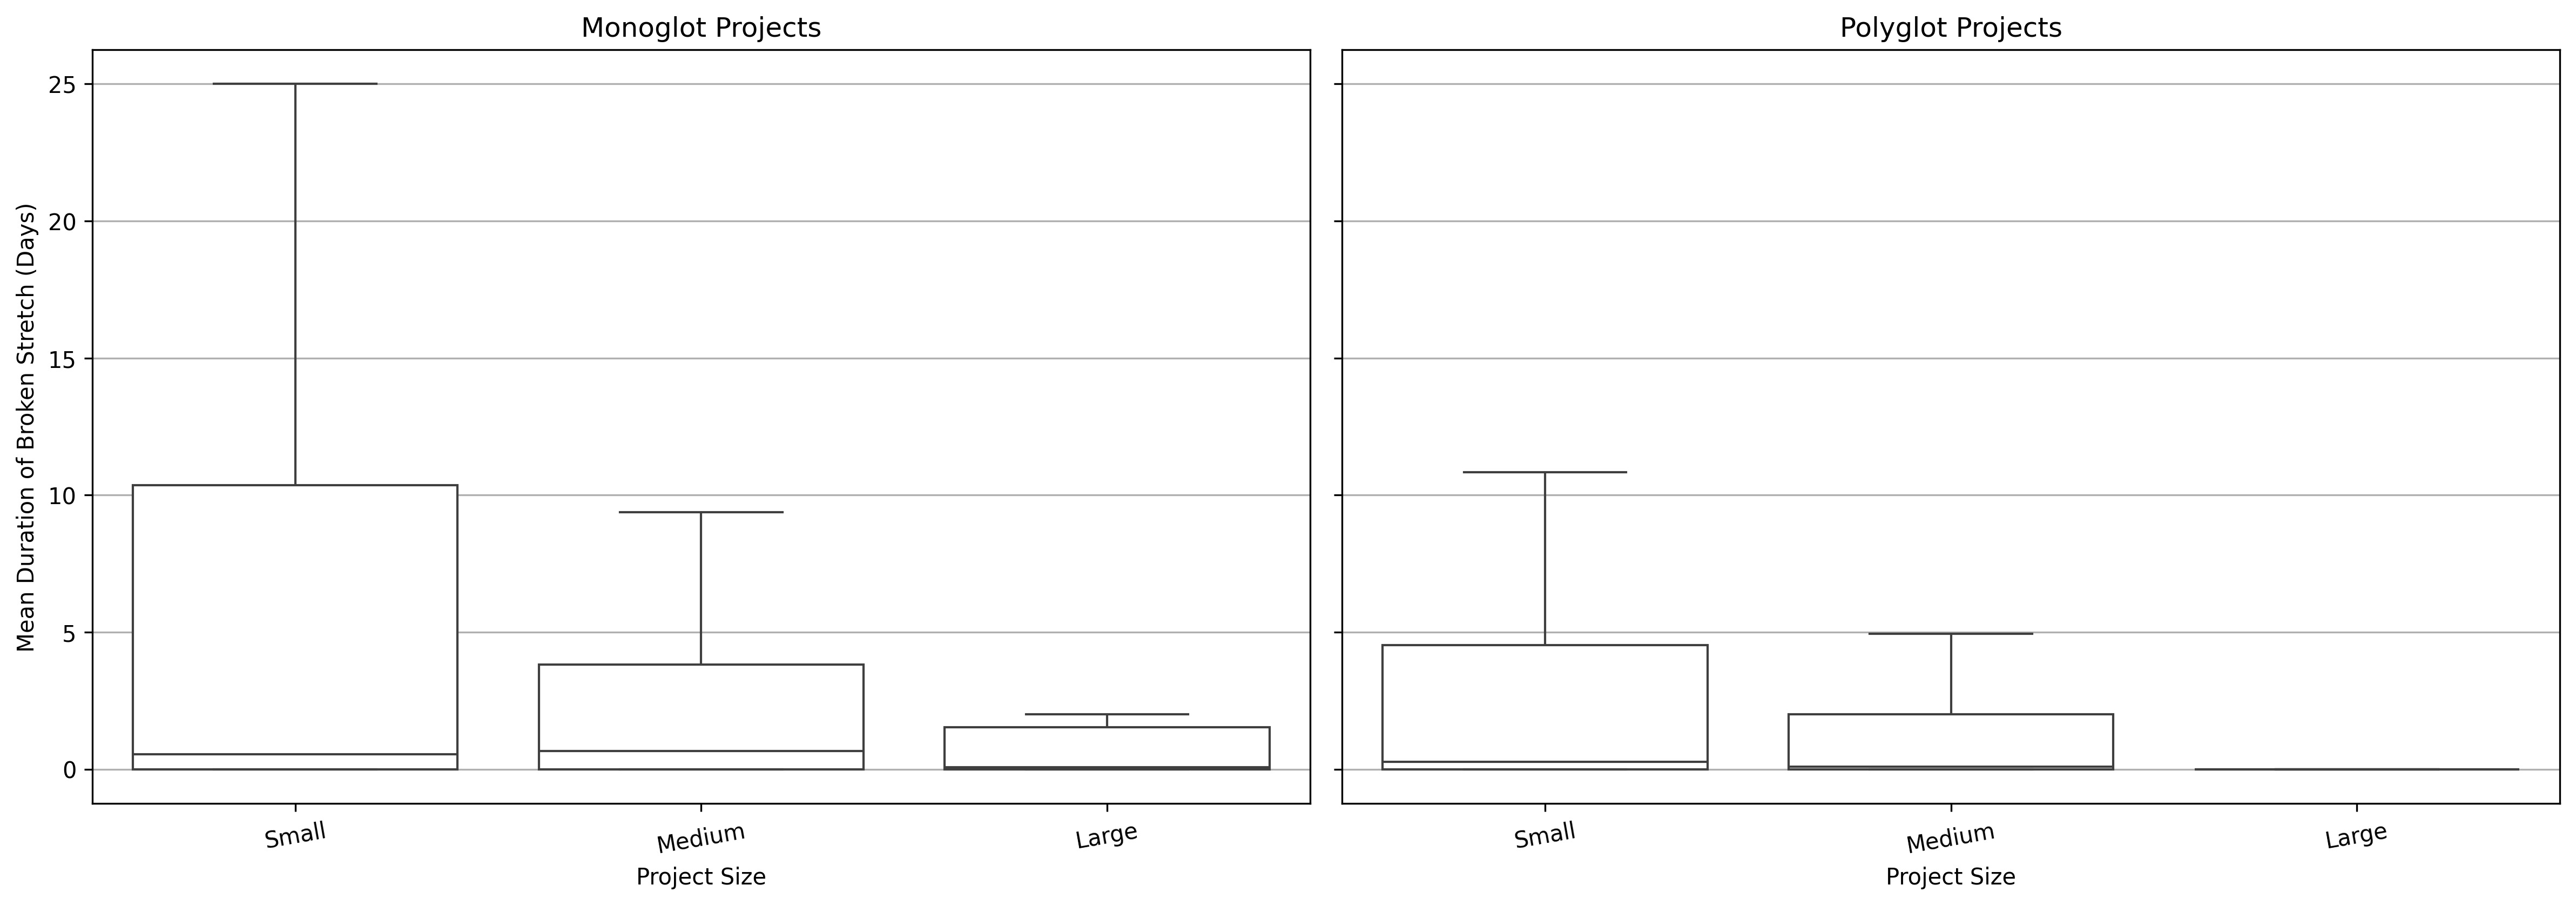 Monoglot Projects
Polyglot Projects
Mean Duration of Broken Stretch (Days)
25
20
15
10
5
0
Small
Medium
Large
Project Size
Small
Medium
Large
Project Size